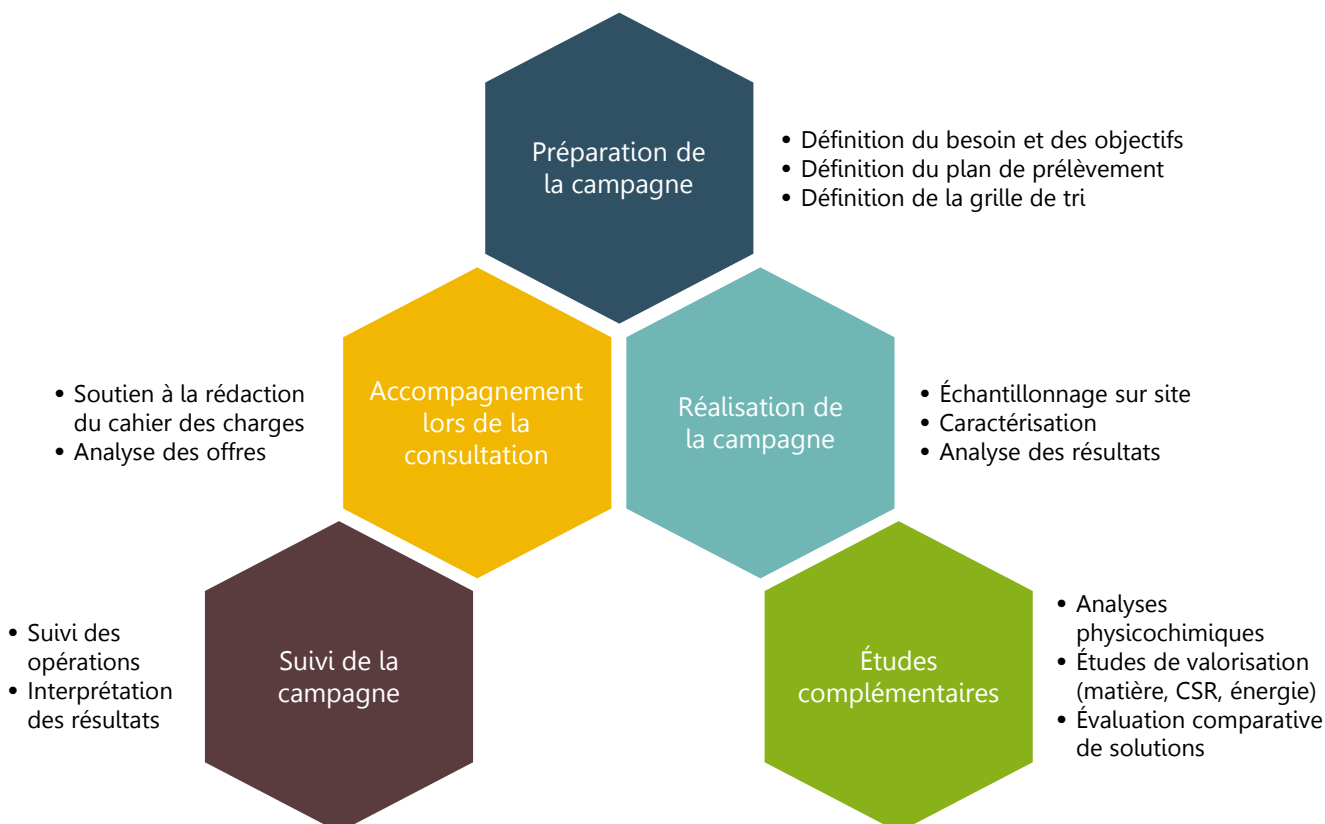 Préparation de
la campagne
• Définition du besoin et des objectifs
• Définition du plan de prélèvement
• Définition de la grille de tri
• Soutien à la rédaction
du cahier des charges
• Analyse des offres
Accompagnement
lors de la
consultation
Réalisation de
la campagne
• Échantillonnage sur site
• Caractérisation
• Analyse des résultats
• Suivi des
opérations
• Interprétation
des résultats
Suivi de la
campagne
Études
complémentaires
• Analyses
physicochimiques
• Études de valorisation
(matière, CSR, énergie)
• Évaluation comparative
de solutions